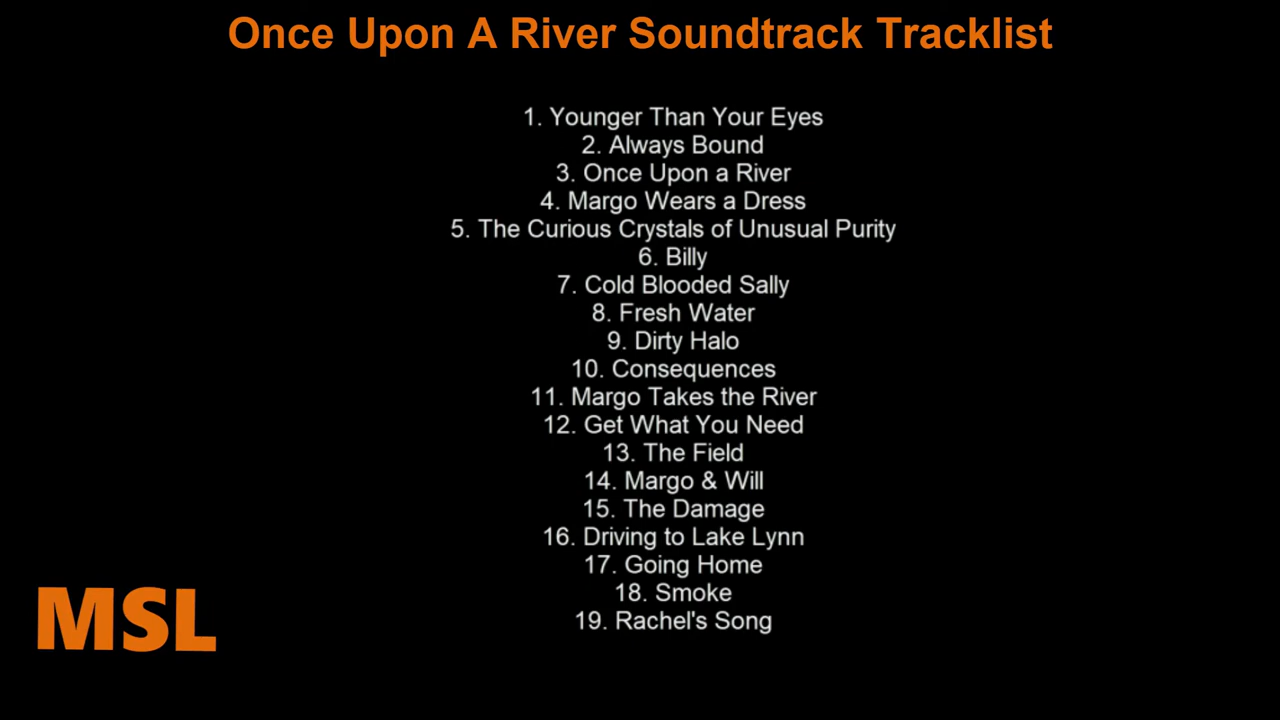 Once Upon A River Soundtrack Tracklist
1. Younger Than Your Eyes
2. Always Bound
3. Once Upon a River
4. Margo Wears a Dress
5. The Curious Crystals of Unusual Purity
6. Billy
7. Cold Blooded Sally
8. Fresh Water
9. Dirty Halo
10. Consequences
11. Margo Takes the River
12. Get What You Need
13. The Field
14. Margo & Will
15. The Damage
16. Driving to Lake Lynn
17. Going Home
18. Smoke
19. Rachel's Song
MSL